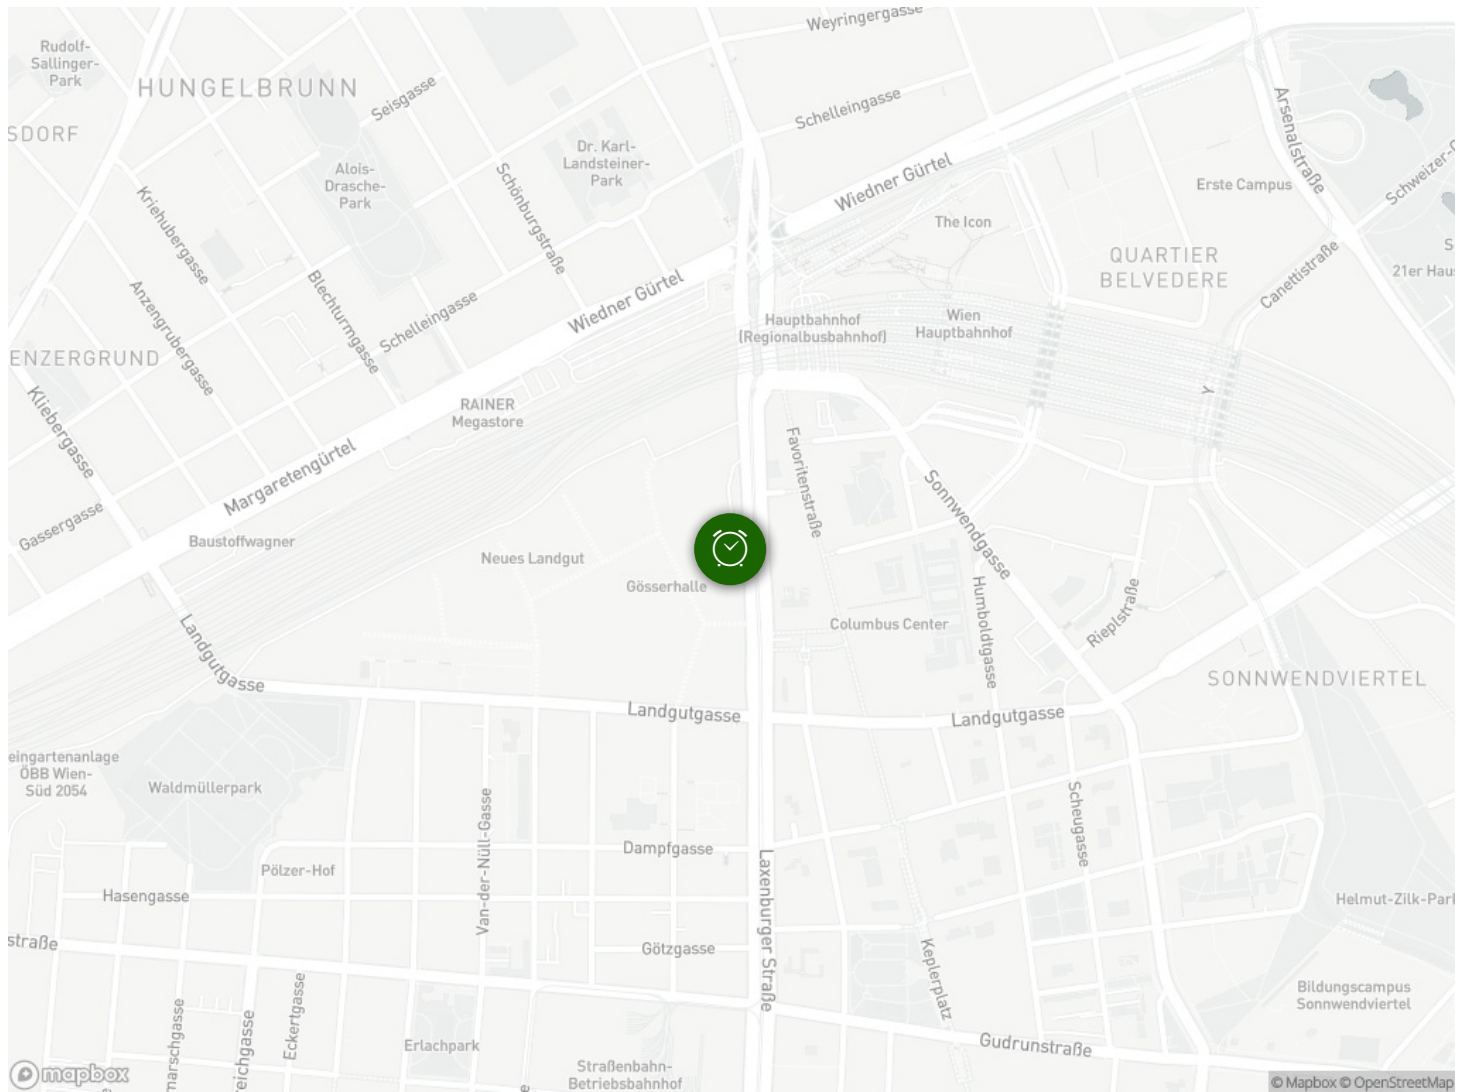 Weyringergasse
Rudolf-
Sallinger-
Park
HUNGELBRUNN
Seisgasse
Schelleingasse
Arsenalstraße
SDORF
Dr. Karl-
Landsteiner-
Park
Alois-
Drasche-
Park
Schönburgstraße
Wiedner Gürtel
Erste Campus
Kriehubergasse
The Icon
QUARTIER
BELVEDERE
21er Haus
Canettistraße
Blechturmgasse
Anzengrubergasse
Schelleingasse
Wiedner Gürtel
Hauptbahnhof
(Regionalbusbahnhof)
Wien
Hauptbahnhof
ENZERGRUND
Kliebergasse
RAINER
Megastore
Favoritenstraße
Margaretengürtel
Sonnwendgasse
Gassergasse
Baustoffwagner
Neues Landgut
Gösserhalle
Columbus Center
Humboldtgasse
Rieplstraße
Landgutgasse
SONNWENDVIERTEL
Landgutgasse
Landgutgasse
eingartenanlage
ÖBB Wien-
Süd 2054
Waldmüllerpark
Van-der-Nüll-Gasse
Scheugasse
Dampfgasse
Pölzer-Hof
Hasengasse
Laxenburger Straße
Helmut-Zilk-Park
straße
Götzgasse
Keplerplatz
Bildungscampus
Sonnwendviertel
Eckertgasse
marschgasse
reichgasse
Erlachpark
Gudrunstraße
Straßenbahn-
Betriebsbahnhof
mapbox
© Mapbox © OpenStreetMap